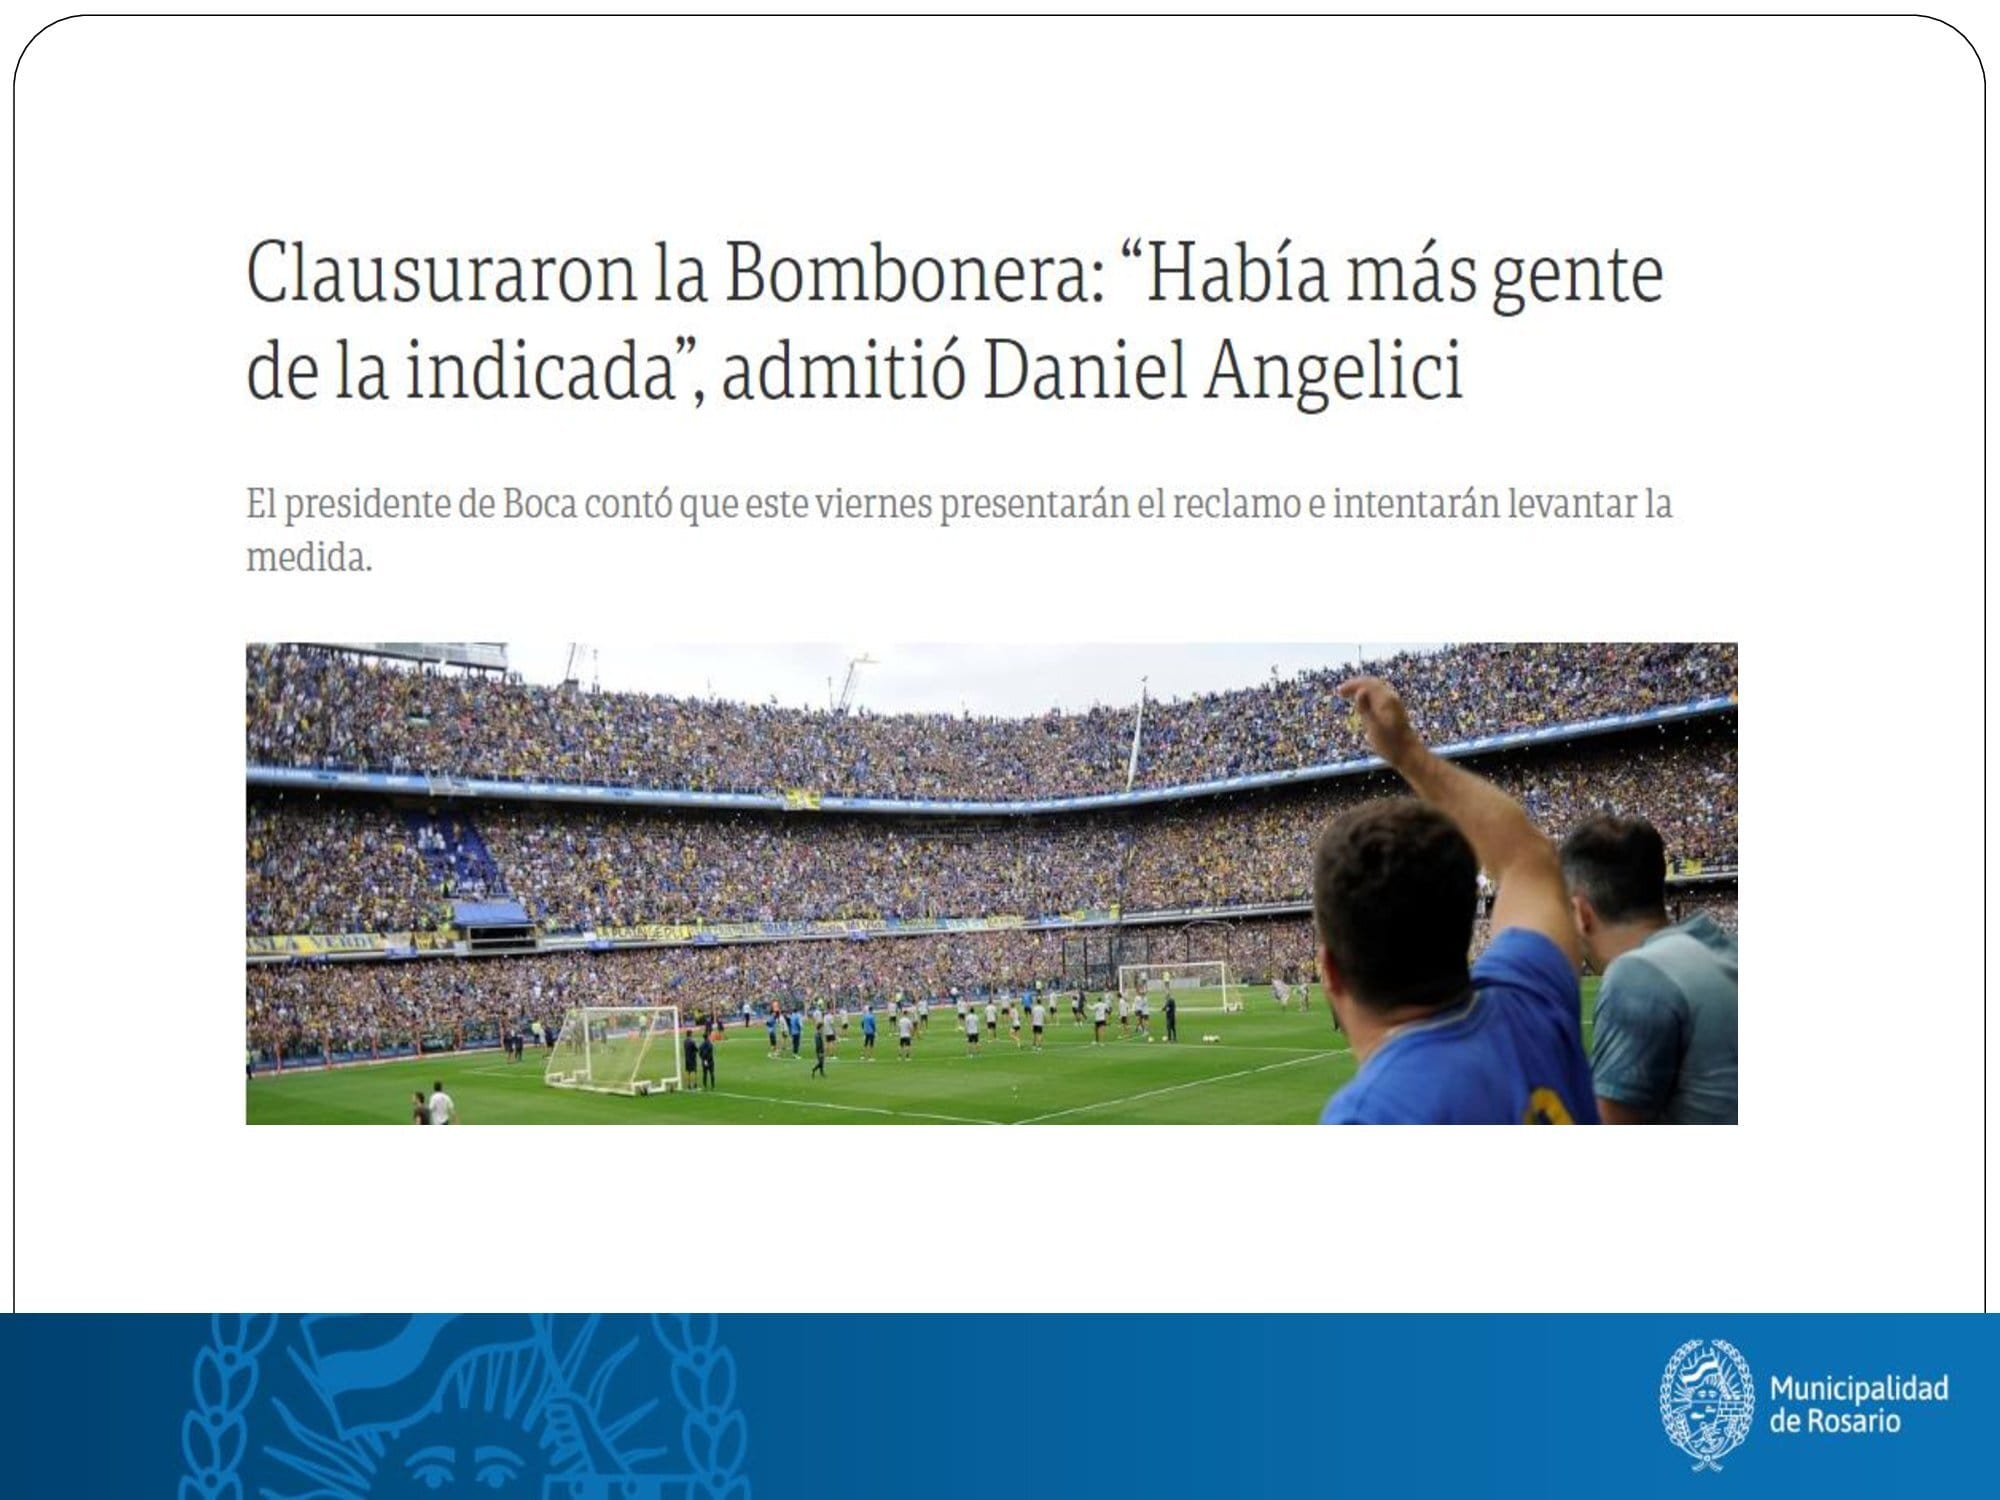 Clausuraron la Bombonera: “Había más gente
de la indicada”, admitió Daniel Angelici
El presidente de Boca contó que este viernes presentarán el reclamo e intentarán levantar la
medida.
ISLA VERDE
Municipalidad
de Rosario